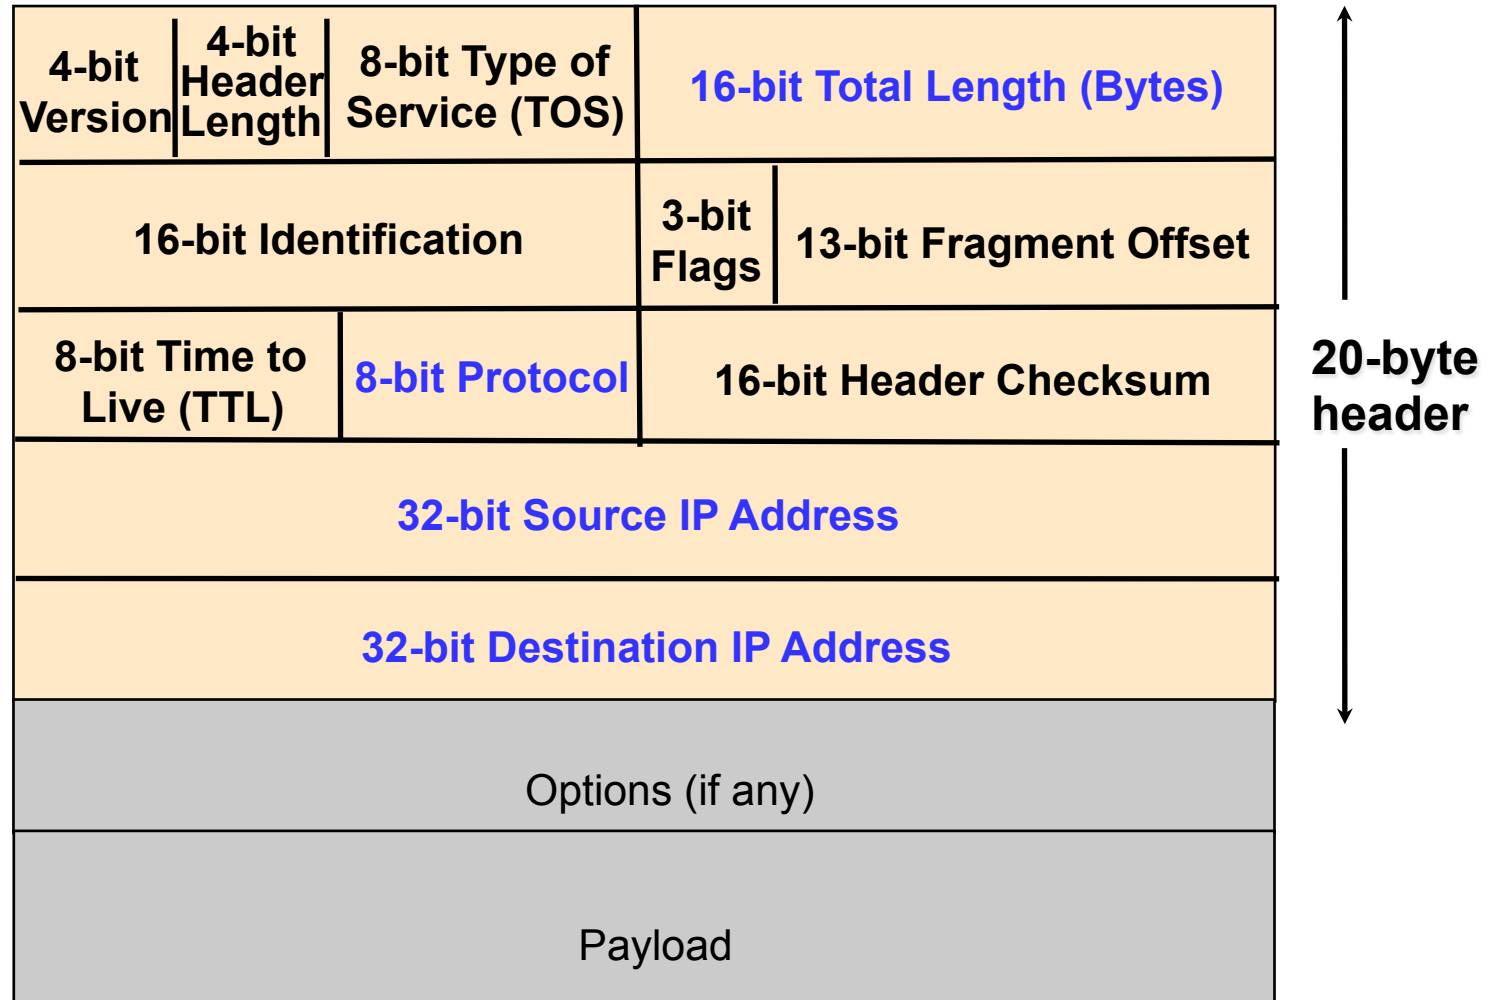 4-bit
Version
4-bit
Header
Length
8-bit Type of
Service (TOS)
16-bit Total Length (Bytes)
16-bit Identification
3-bit
Flags
13-bit Fragment Offset
8-bit Time to
Live (TTL)
8-bit Protocol
16-bit Header Checksum
32-bit Source IP Address
32-bit Destination IP Address
Options (if any)
Payload
20-byte
header